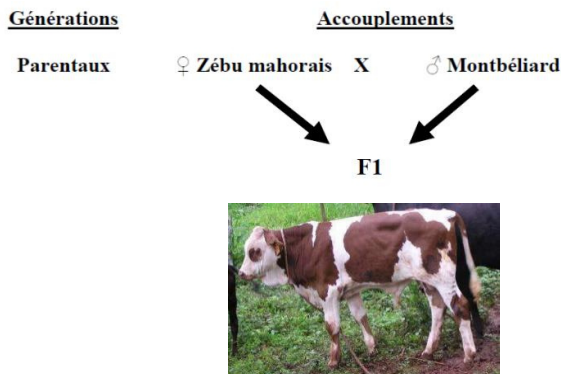 Générations Accouplements
Parentaux ♀ Zébu mahorais X ♂ Montbéliard
F1